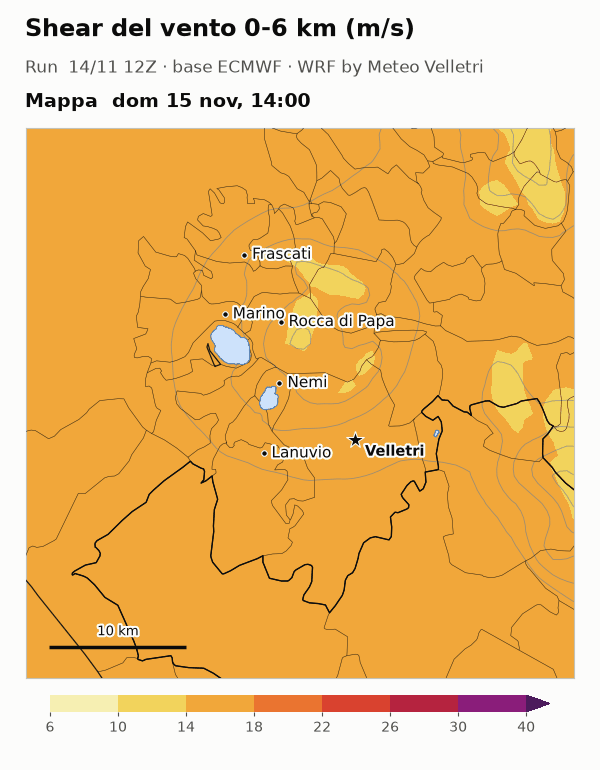 Shear del vento 0-6 km (m/s)
Run  14/11 12Z · base ECMWF · WRF by Meteo Velletri
Mappa  dom 15 nov, 14:00
Frascati
Marino
Rocca di Papa
Nemi
Velletri
Lanuvio
10 km
6 10 14 18 22 26 30 40